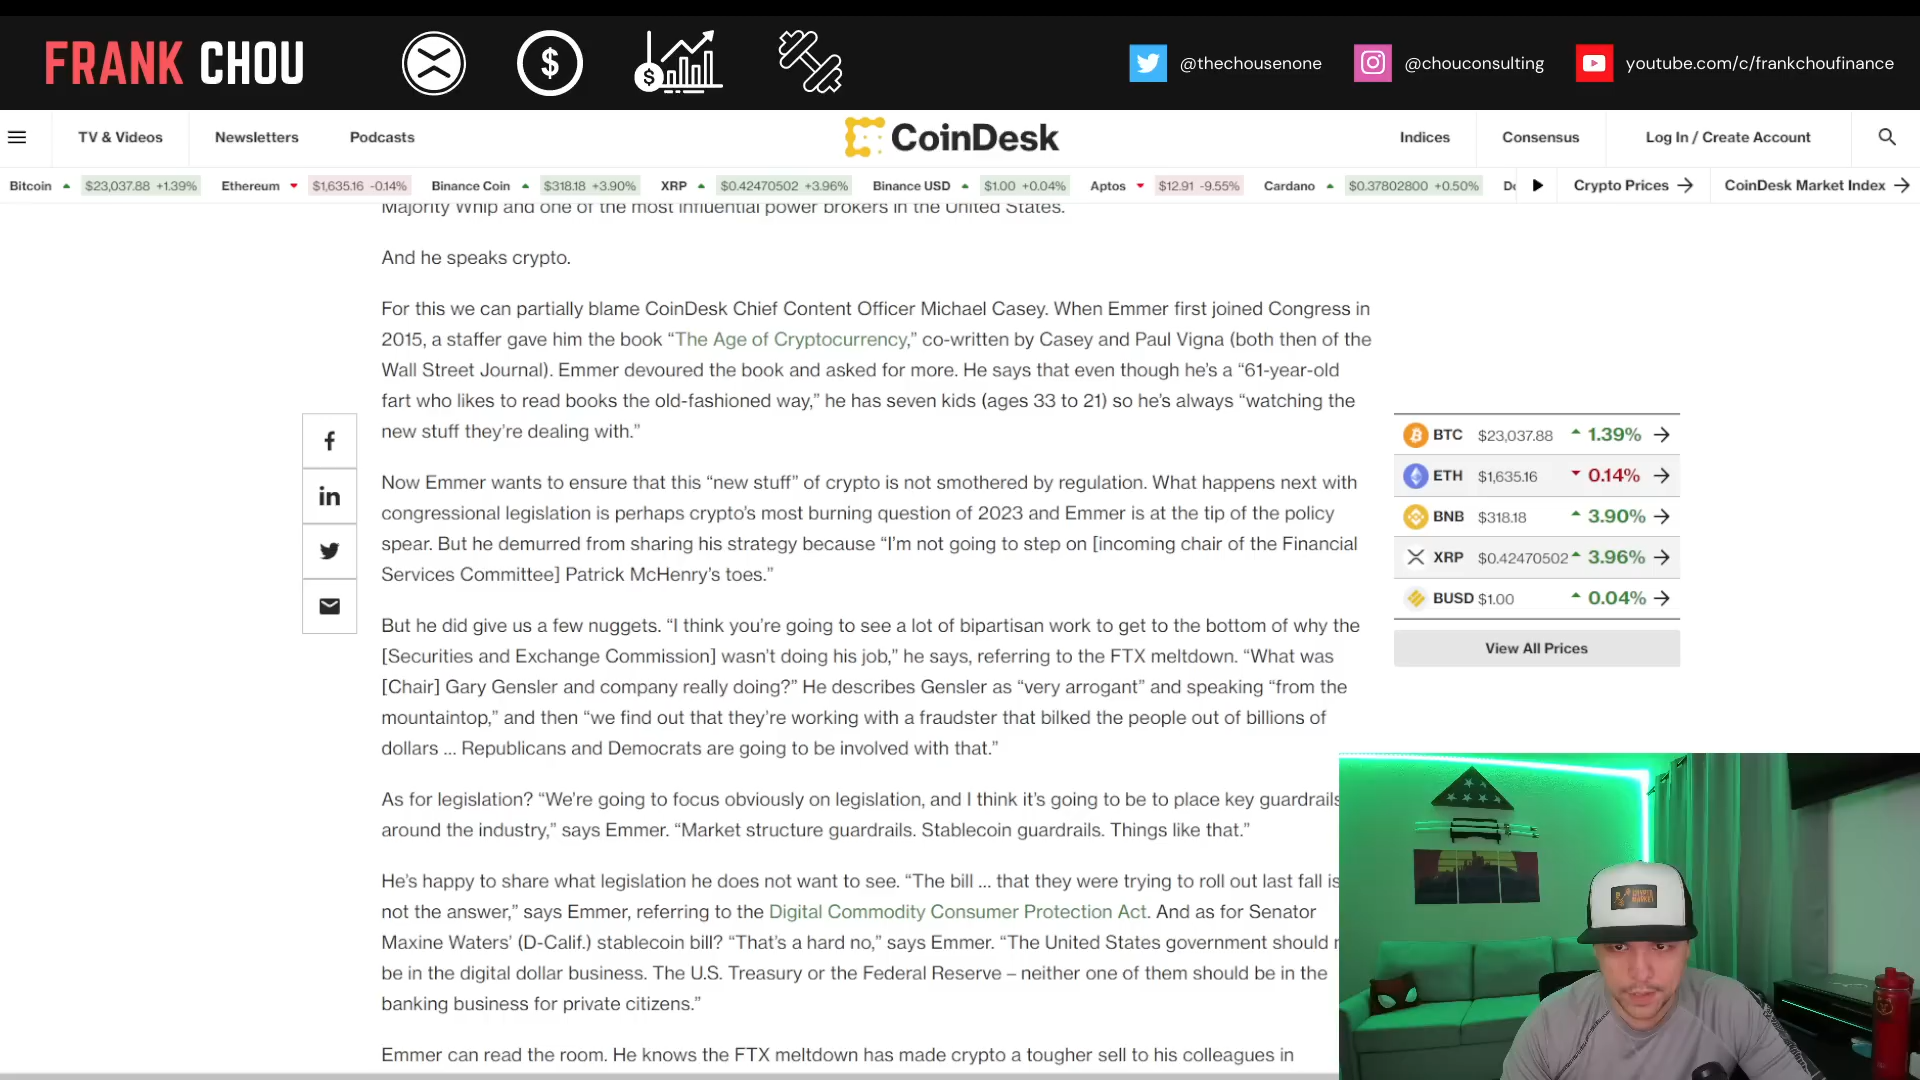 FRANK CHOU
@thechousenone
@chouconsulting
youtube.com/c/frankchoufinance
TV & Videos
Newsletters
Podcasts
CoinDesk
Indices
Consensus
Log In / Create Account
Bitcoin $23,037.88 +1.39%
Ethereum $1,635.16 -0.14%
Binance Coin $318.18 +3.90%
XRP $0.42470502 +3.96%
Binance USD $1.00 +0.04%
Aptos $12.91 -9.55%
Cardano $0.37802800 +0.50%
Crypto Prices
CoinDesk Market Index
Majority Whip and one of the most influential power brokers in the United States.
And he speaks crypto.
For this we can partially blame CoinDesk Chief Content Officer Michael Casey. When Emmer first joined Congress in
2015, a staffer gave him the book “The Age of Cryptocurrency,” co-written by Casey and Paul Vigna (both then of the
Wall Street Journal). Emmer devoured the book and asked for more. He says that even though he’s a “61-year-old
fart who likes to read books the old-fashioned way,” he has seven kids (ages 33 to 21) so he’s always “watching the
new stuff they’re dealing with.”
Now Emmer wants to ensure that this “new stuff” of crypto is not smothered by regulation. What happens next with
congressional legislation is perhaps crypto’s most burning question of 2023 and Emmer is at the tip of the policy
spear. But he demurred from sharing his strategy because “I’m not going to step on [incoming chair of the Financial
Services Committee] Patrick McHenry’s toes.”
But he did give us a few nuggets. “I think you’re going to see a lot of bipartisan work to get to the bottom of why the
[Securities and Exchange Commission] wasn’t doing his job,” he says, referring to the FTX meltdown. “What was
[Chair] Gary Gensler and company really doing?” He describes Gensler as “very arrogant” and speaking “from the
mountaintop,” and then “we find out that they’re working with a fraudster that bilked the people out of billions of
dollars ... Republicans and Democrats are going to be involved with that.”
As for legislation? “We’re going to focus obviously on legislation, and I think it’s going to be to place key guardrails
around the industry,” says Emmer. “Market structure guardrails. Stablecoin guardrails. Things like that.”
He’s happy to share what legislation he does not want to see. “The bill ... that they were trying to roll out last fall is
not the answer,” says Emmer, referring to the Digital Commodity Consumer Protection Act. And as for Senator
Maxine Waters’ (D-Calif.) stablecoin bill? “That’s a hard no,” says Emmer. “The United States government should
be in the digital dollar business. The U.S. Treasury or the Federal Reserve – neither one of them should be in the
banking business for private citizens.”
Emmer can read the room. He knows the FTX meltdown has made crypto a tougher sell to his colleagues in
BTC $23,037.88 1.39%
ETH $1,635.16 0.14%
BNB $318.18 3.90%
XRP $0.42470502 3.96%
BUSD $1.00 0.04%
View All Prices